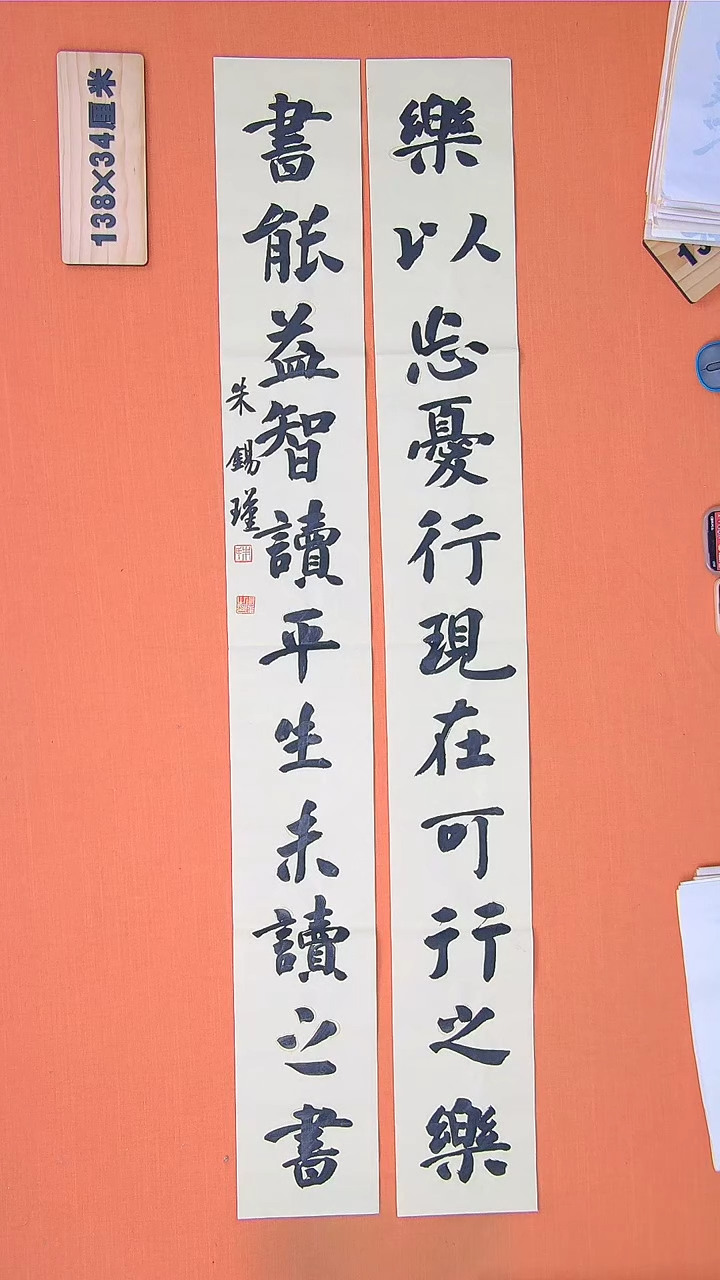 樂以忘憂行現在可行之樂
書能益智讀平生未讀之書
朱錫瑾
138×34厘米
13